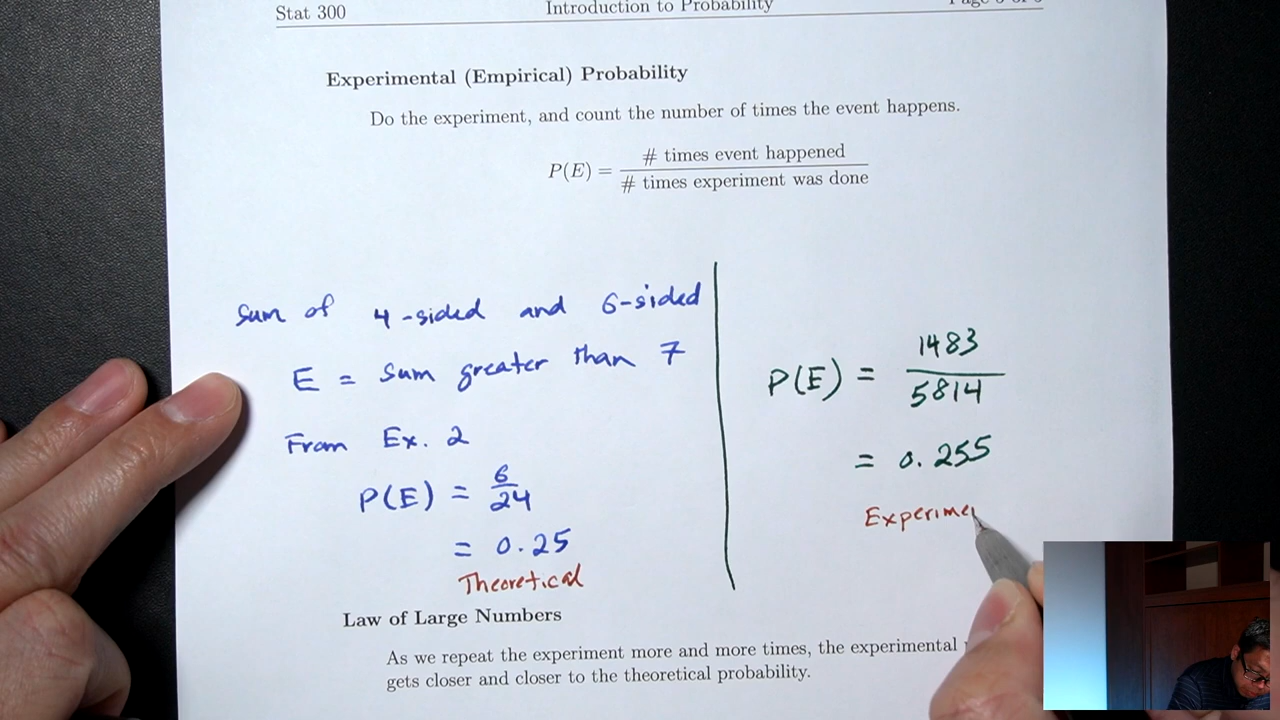 Stat 300 Introduction to Probability
Experimental (Empirical) Probability
Do the experiment, and count the number of times the event happens.
P(E) = # times event happened / # times experiment was done
Sum of 4-sided and 6-sided
E = Sum greater than 7
From Ex. 2
P(E) = 6/24
= 0.25
Theoretical
P(E) = 1483/5814
= 0.255
Experimen
Law of Large Numbers
As we repeat the experiment more and more times, the experimental
gets closer and closer to the theoretical probability.